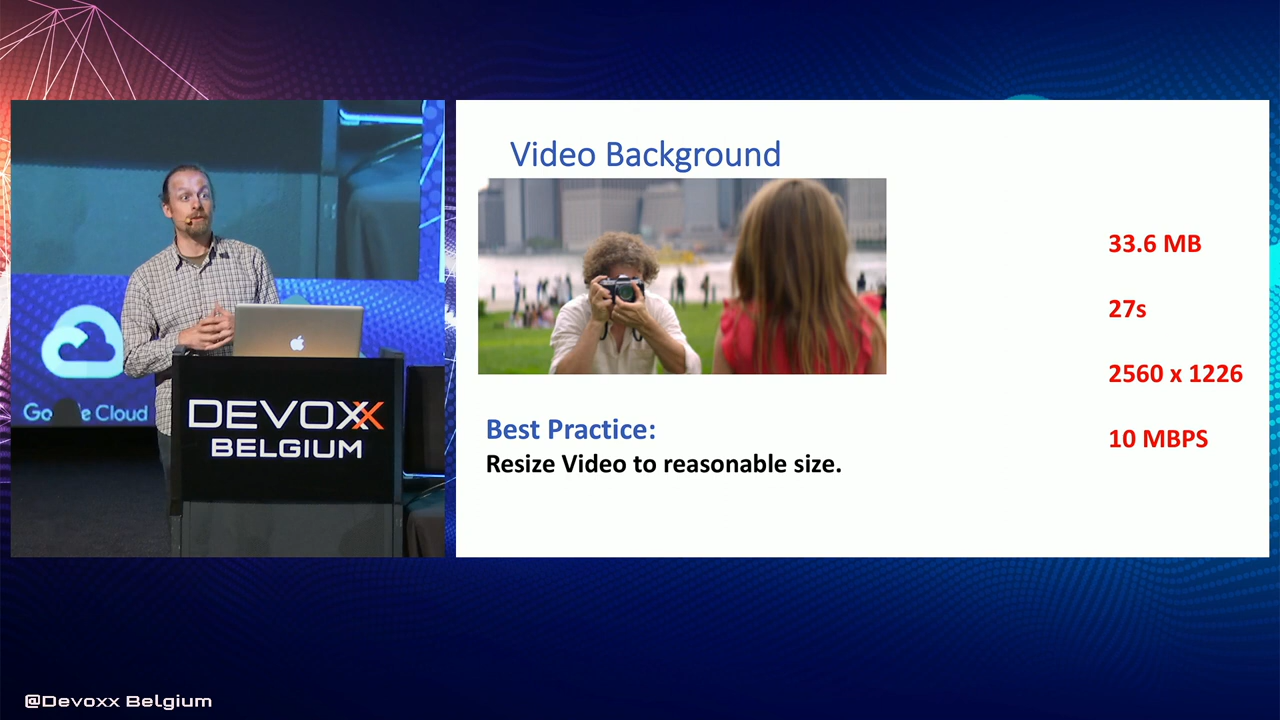 Video Background
33.6 MB
27s
2560 x 1226
10 MBPS
Best Practice:
Resize Video to reasonable size.
DEVOXX
BELGIUM
Cloud
@Devoxx Belgium